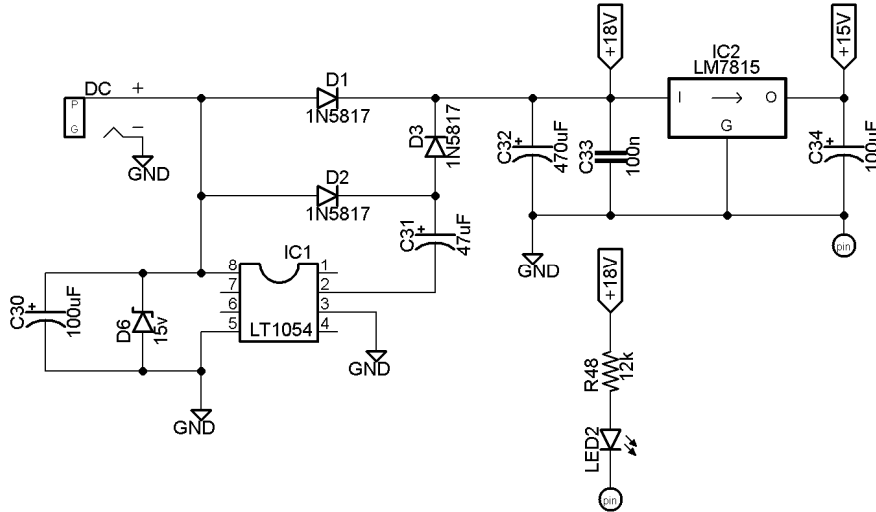 DC + −
P
G
GND
D1
1N5817
D3
1N5817
D2
1N5817
C31
+
47uF
+18V
C32
+
470uF
C33
100n
IC2
LM7815
I
O
G
+15V
C34
+
100uF
GND
pin
C30
+
100uF
D6
15v
IC1
8
7
6
5
1
2
3
4
LT1054
GND
GND
+18V
R48
12k
LED2
pin